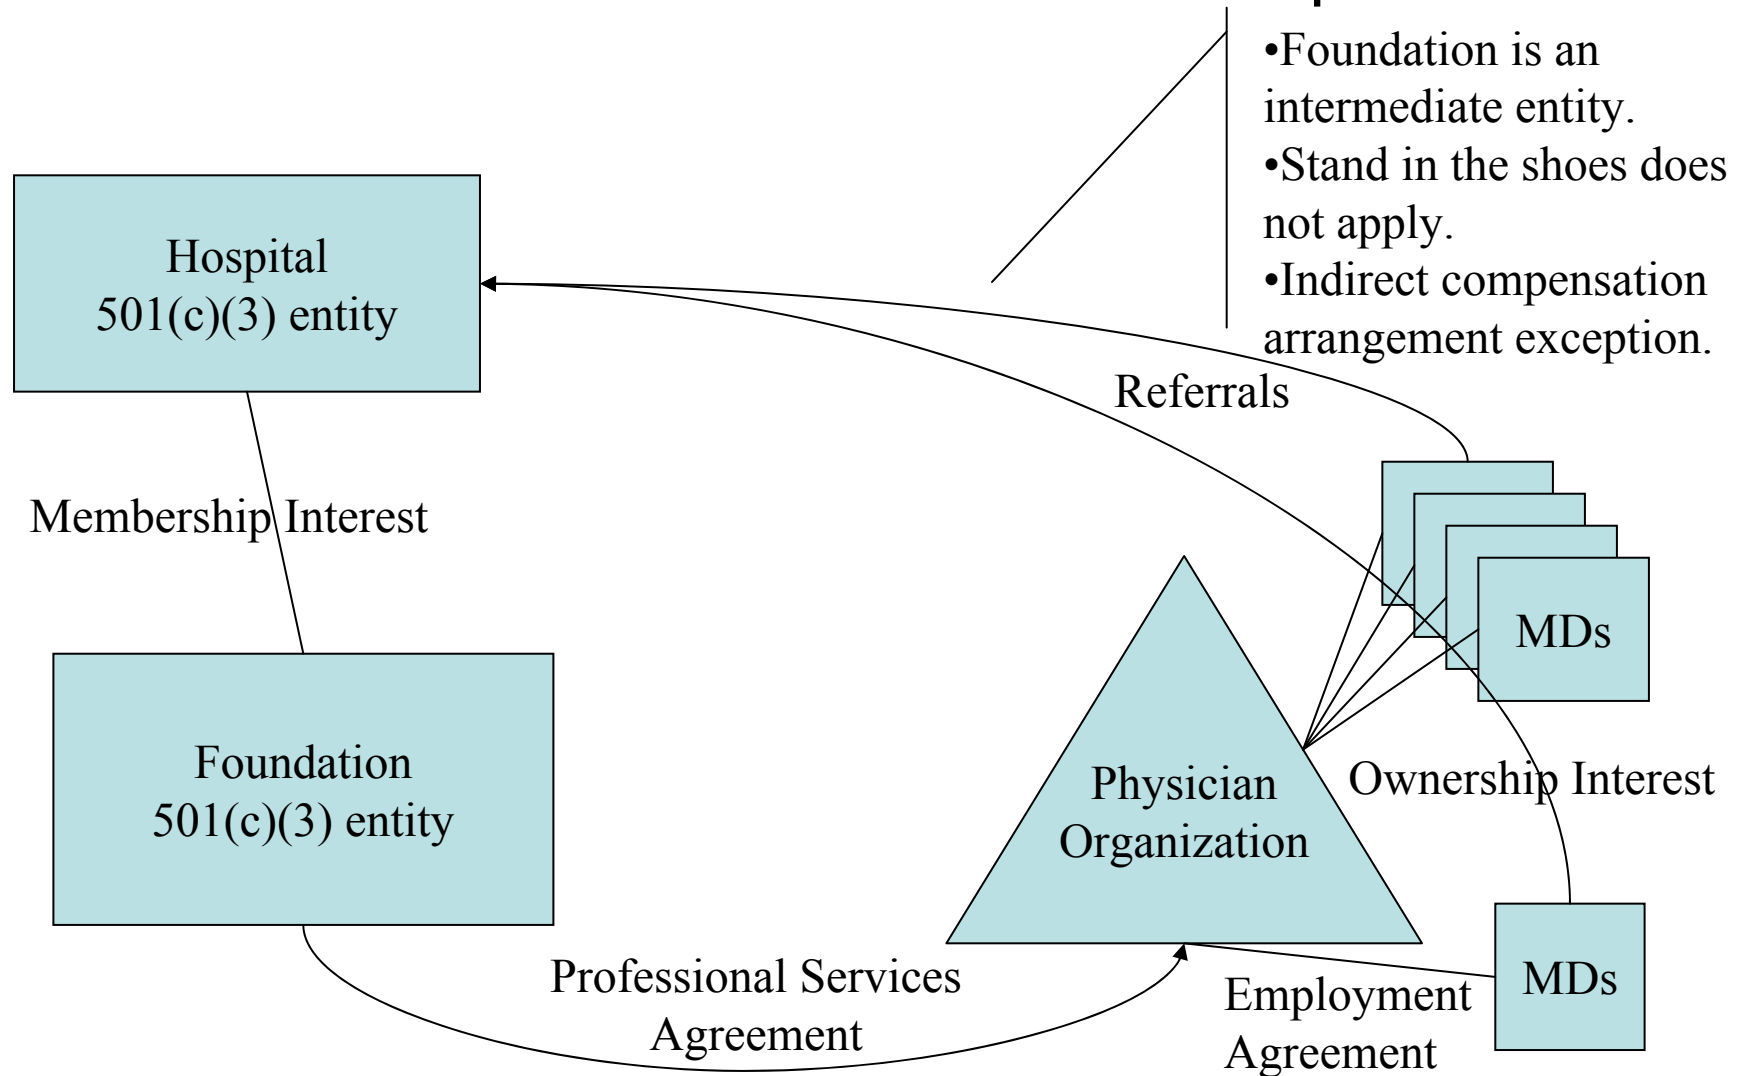 •Foundation is an
intermediate entity.
•Stand in the shoes does
not apply.
•Indirect compensation
arrangement exception.
Hospital
501(c)(3) entity
Referrals
Membership Interest
MDs
Foundation
501(c)(3) entity
Physician
Organization
Ownership Interest
Professional Services
Agreement
Employment
Agreement
MDs